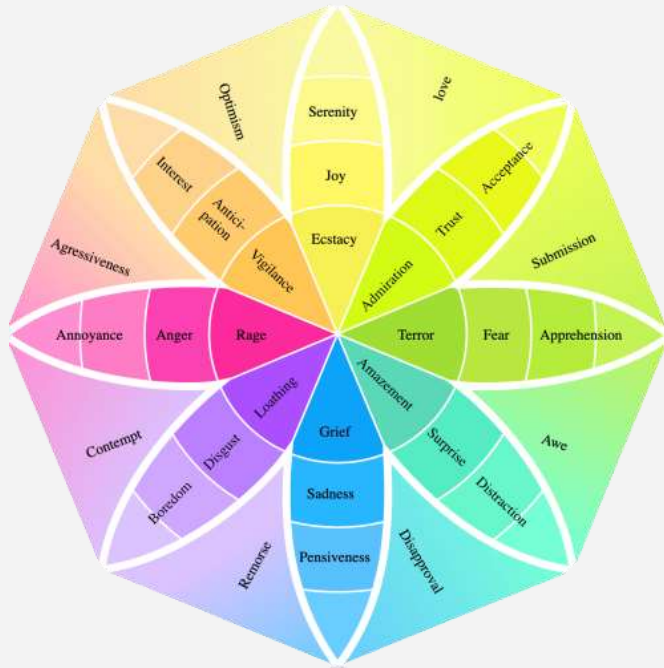 Optimism
Serenity
love
Interest
Joy
Acceptance
Antici-
pation
Trust
Vigilance
Ecstacy
Admiration
Agressiveness
Submission
Annoyance
Anger
Rage
Terror
Fear
Apprehension
Loathing
Amazement
Contempt
Disgust
Grief
Surprise
Awe
Boredom
Sadness
Distraction
Remorse
Pensiveness
Disapproval